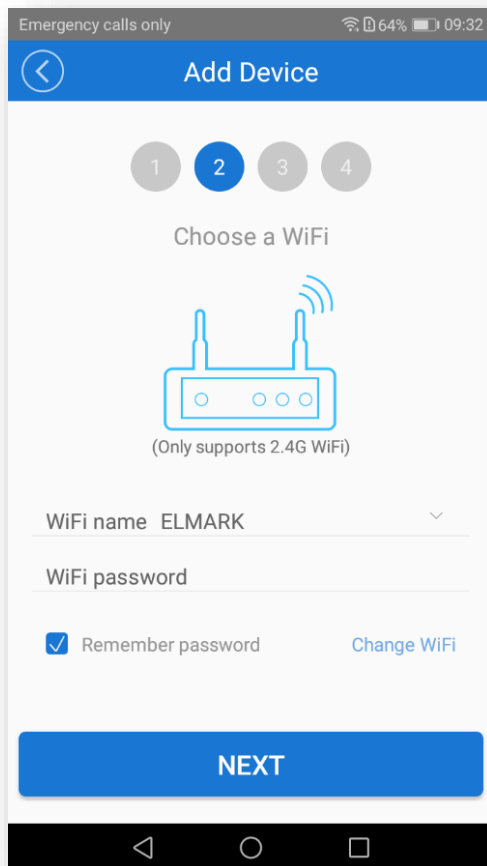 Emergency calls only 64% 09:32
Add Device
1 2 3 4
Choose a WiFi
(Only supports 2.4G WiFi)
WiFi name ELMARK
WiFi password
Remember password Change WiFi
NEXT